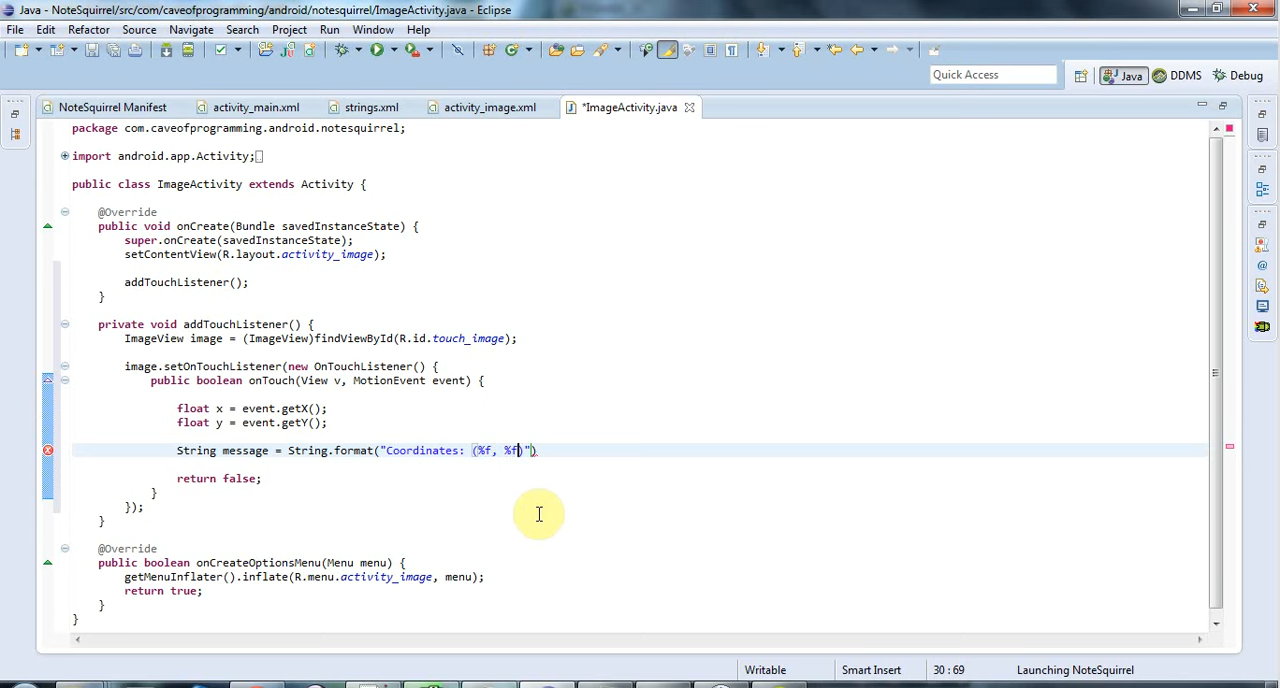 Java - NoteSquirrel/src/com/caveofprogramming/android/notesquirrel/ImageActivity.java - Eclipse
File Edit Refactor Source Navigate Search Project Run Window Help
Quick Access Java DDMS Debug
NoteSquirrel Manifest activity_main.xml strings.xml activity_image.xml *ImageActivity.java
package com.caveofprogramming.android.notesquirrel;
import android.app.Activity;
public class ImageActivity extends Activity {
@Override
public void onCreate(Bundle savedInstanceState) {
super.onCreate(savedInstanceState);
setContentView(R.layout.activity_image);
addTouchListener();
}
private void addTouchListener() {
ImageView image = (ImageView)findViewById(R.id.touch_image);
image.setOnTouchListener(new OnTouchListener() {
public boolean onTouch(View v, MotionEvent event) {
float x = event.getX();
float y = event.getY();
String message = String.format("Coordinates: (%f, %f)")
return false;
}
});
}
@Override
public boolean onCreateOptionsMenu(Menu menu) {
getMenuInflater().inflate(R.menu.activity_image, menu);
return true;
}
}
Writable Smart Insert 30 : 69 Launching NoteSquirrel